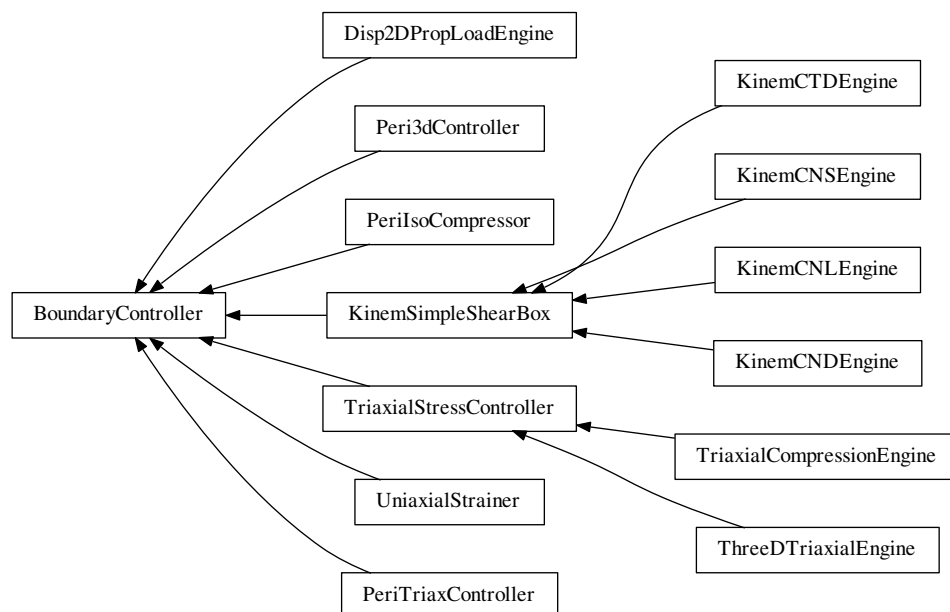 Disp2DPropLoadEngine
KinemCTDEngine
Peri3dController
KinemCNSEngine
PeriIsoCompressor
KinemCNLEngine
BoundaryController
KinemSimpleShearBox
KinemCNDEngine
TriaxialStressController
TriaxialCompressionEngine
UniaxialStrainer
ThreeDTriaxialEngine
PeriTriaxController